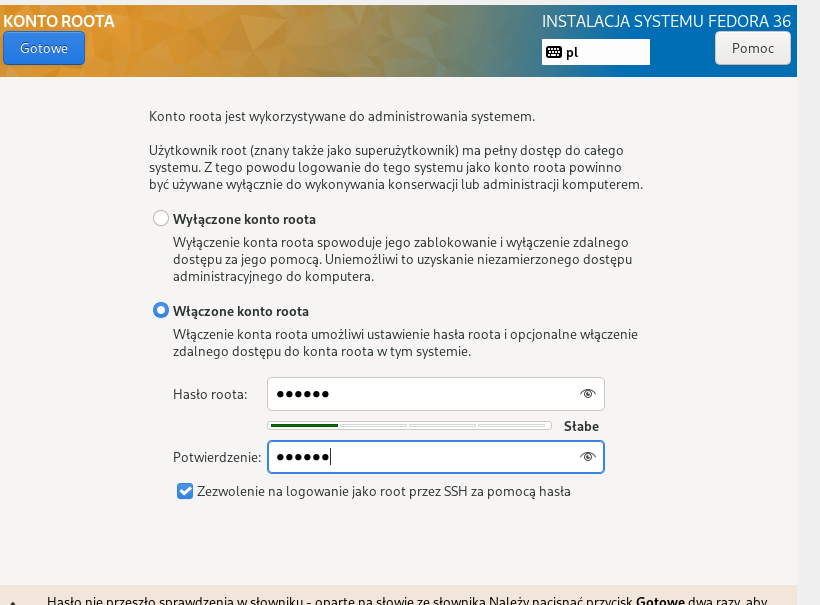 KONTO ROOTA
INSTALACJA SYSTEMU FEDORA 36
Gotowe
pl
Pomoc
Konto roota jest wykorzystywane do administrowania systemem.
Użytkownik root (znany także jako superużytkownik) ma pełny dostęp do całego
systemu. Z tego powodu logowanie do tego systemu jako konto roota powinno
być używane wyłącznie do wykonywania konserwacji lub administracji komputerem.
Wyłączone konto roota
Wyłączenie konta roota spowoduje jego zablokowanie i wyłączenie zdalnego
dostępu za jego pomocą. Uniemożliwi to uzyskanie niezamierzonego dostępu
administracyjnego do komputera.
Włączone konto roota
Włączenie konta roota umożliwi ustawienie hasła roota i opcjonalne włączenie
zdalnego dostępu do konta roota w tym systemie.
Hasło roota: ●●●●●●
Słabe
Potwierdzenie: ●●●●●●
Zezwolenie na logowanie jako root przez SSH za pomocą hasła
Hasło nie przeszło sprawdzenia w słowniku - oparte na słowie ze słownika Należy nacisnąć przycisk Gotowe dwa razy, aby